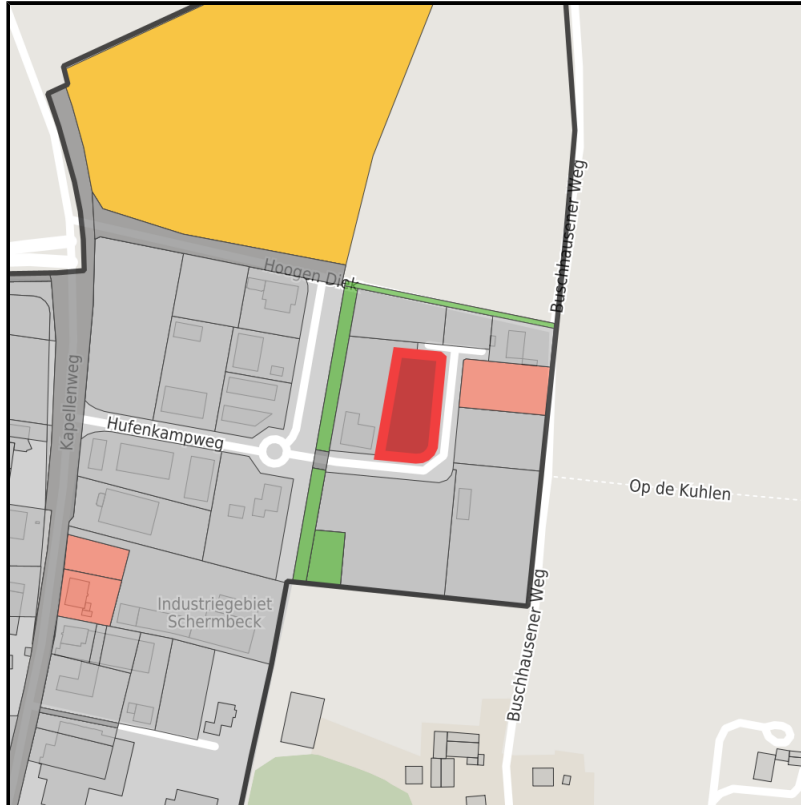 Buschhausener Weg
Hoogen Diek
Kapellenweg
Hufenkampweg
Op de Kuhlen
Industriegebiet
Schermbeck
Buschhausener Weg